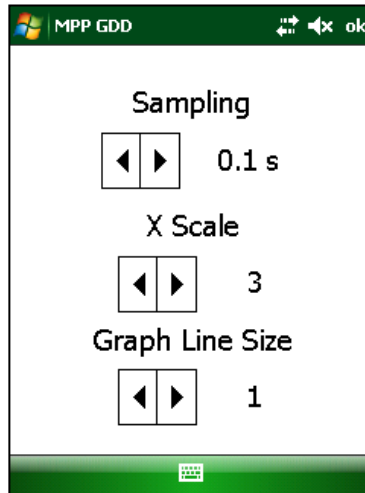 MPP GDD ok
Sampling
0.1 s
X Scale
3
Graph Line Size
1